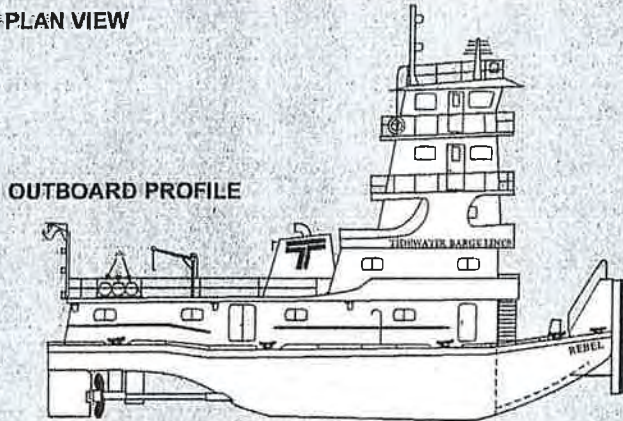 PLAN VIEW
OUTBOARD PROFILE
T
TIDEWATER BARGE LINES
REBEL